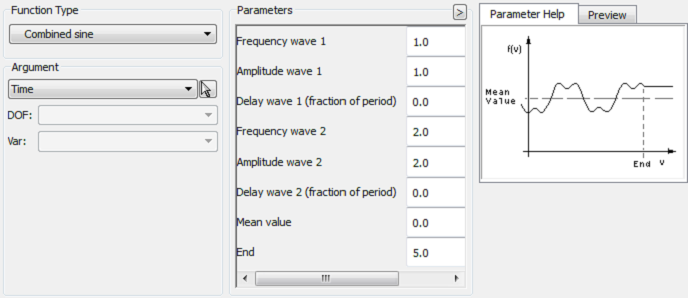 Function Type
Combined sine
Argument
Time
DOF:
Var:
Parameters
>
Frequency wave 1 1.0
Amplitude wave 1 1.0
Delay wave 1 (fraction of period) 0.0
Frequency wave 2 2.0
Amplitude wave 2 2.0
Delay wave 2 (fraction of period) 0.0
Mean value 0.0
End 5.0
Parameter Help Preview
f(v)
Mean
Value
End v